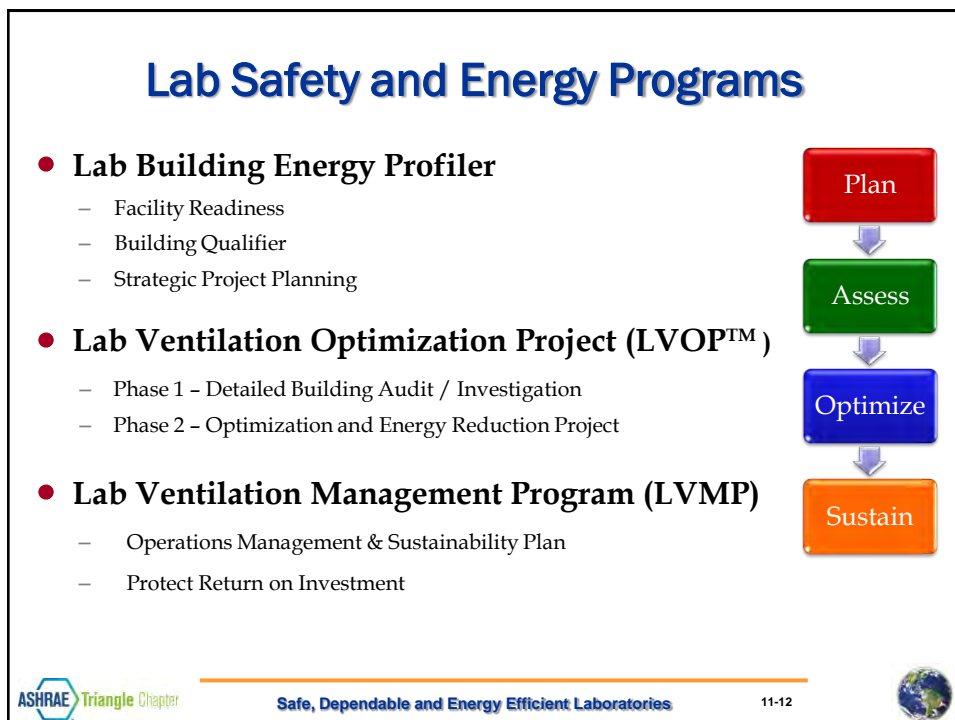 Lab Safety and Energy Programs
• Lab Building Energy Profiler
– Facility Readiness
– Building Qualifier
– Strategic Project Planning
• Lab Ventilation Optimization Project (LVOP™ )
– Phase 1 – Detailed Building Audit / Investigation
– Phase 2 – Optimization and Energy Reduction Project
• Lab Ventilation Management Program (LVMP)
– Operations Management & Sustainability Plan
– Protect Return on Investment
Plan
Assess
Optimize
Sustain
ASHRAE Triangle Chapter
Safe, Dependable and Energy Efficient Laboratories
11-12